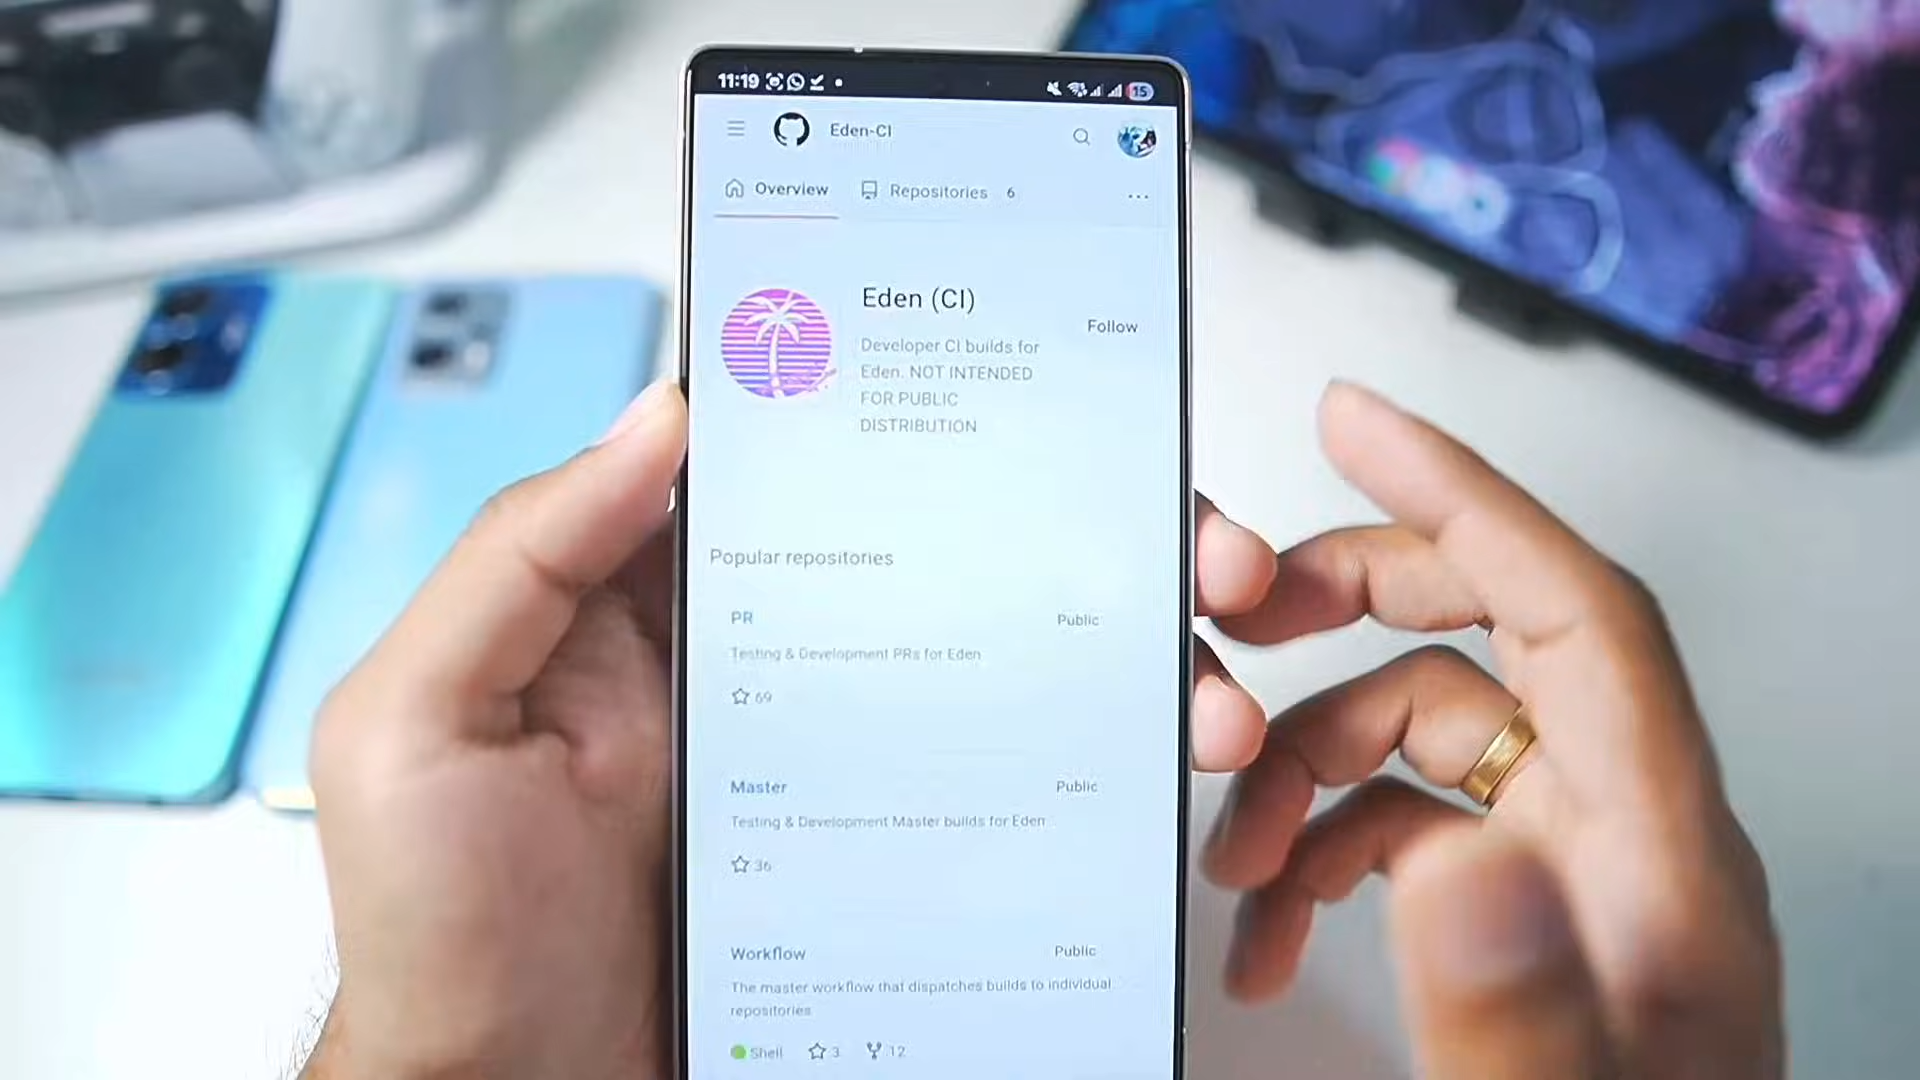 11:19
15
Eden-CI
Overview
Repositories 6
Eden (CI)
Follow
Developer CI builds for
Eden. NOT INTENDED
FOR PUBLIC
DISTRIBUTION
Popular repositories
PR
Public
Testing & Development PRs for Eden
69
Master
Public
Testing & Development Master builds for Eden
36
Workflow
Public
The master workflow that dispatches builds to individual
repositories
Shell 3 12